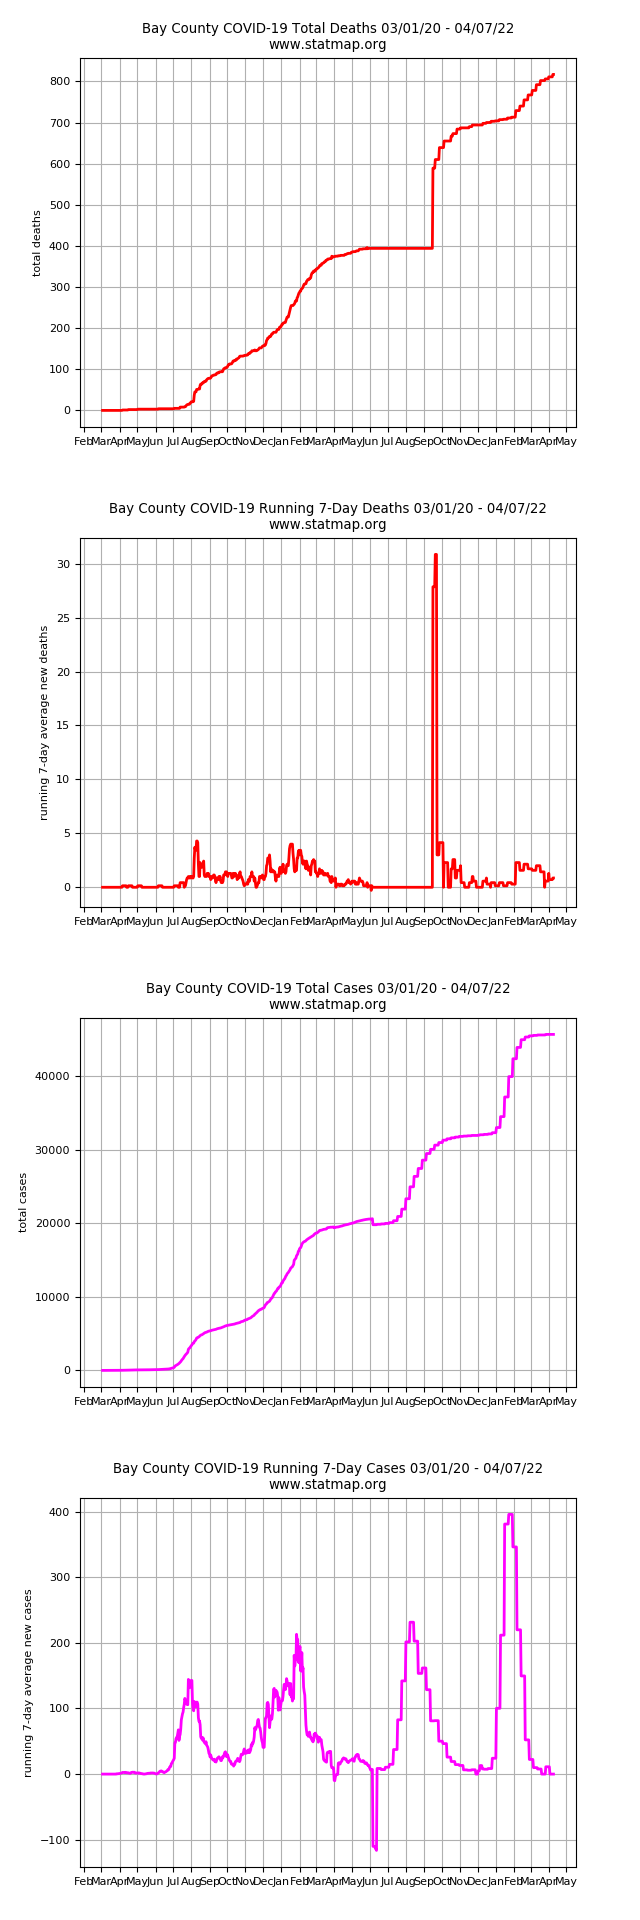 Bay County COVID-19 Total Deaths 03/01/20 - 04/07/22
www.statmap.org
total deaths
800
700
600
500
400
300
200
100
0
Feb Mar Apr May Jun Jul Aug Sep Oct Nov Dec Jan Feb Mar Apr May Jun Jul Aug Sep Oct Nov Dec Jan Feb Mar Apr May
Bay County COVID-19 Running 7-Day Deaths 03/01/20 - 04/07/22
www.statmap.org
running 7-day average new deaths
30
25
20
15
10
5
0
Feb Mar Apr May Jun Jul Aug Sep Oct Nov Dec Jan Feb Mar Apr May Jun Jul Aug Sep Oct Nov Dec Jan Feb Mar Apr May
Bay County COVID-19 Total Cases 03/01/20 - 04/07/22
www.statmap.org
total cases
40000
30000
20000
10000
0
Feb Mar Apr May Jun Jul Aug Sep Oct Nov Dec Jan Feb Mar Apr May Jun Jul Aug Sep Oct Nov Dec Jan Feb Mar Apr May
Bay County COVID-19 Running 7-Day Cases 03/01/20 - 04/07/22
www.statmap.org
running 7-day average new cases
400
300
200
100
0
−100
Feb Mar Apr May Jun Jul Aug Sep Oct Nov Dec Jan Feb Mar Apr May Jun Jul Aug Sep Oct Nov Dec Jan Feb Mar Apr May